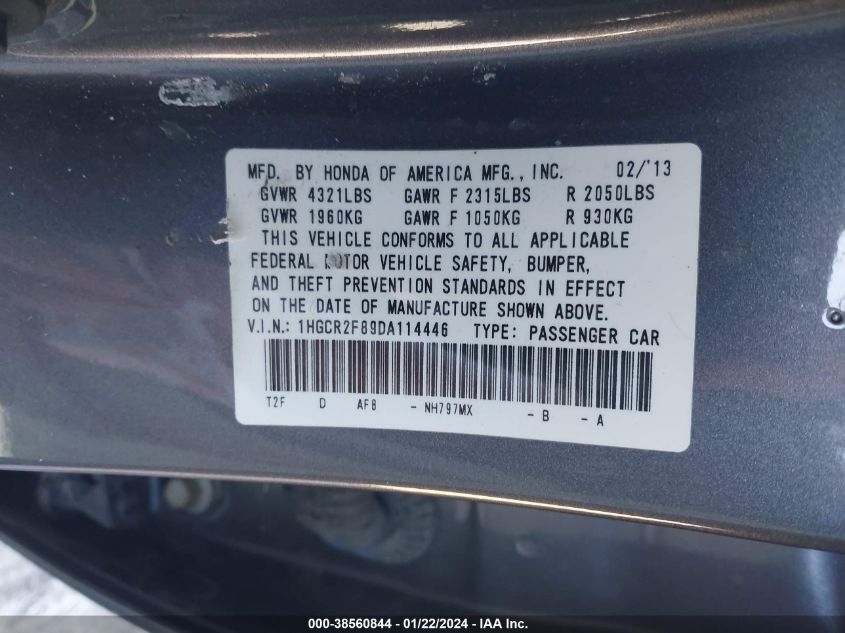 MFD. BY HONDA OF AMERICA MFG., INC. 02/'13
GVWR 4321LBS GAWR F 2315LBS R 2050LBS
GVWR 1960KG GAWR F 1050KG R 930KG
THIS VEHICLE CONFORMS TO ALL APPLICABLE
FEDERAL MOTOR VEHICLE SAFETY, BUMPER,
AND THEFT PREVENTION STANDARDS IN EFFECT
ON THE DATE OF MANUFACTURE SHOWN ABOVE.
V.I.N.: 1HGCR2F89DA114446 TYPE: PASSENGER CAR
T2F D AF8 - NH797MX - B - A
000-38560844 - 01/22/2024 - IAA Inc.